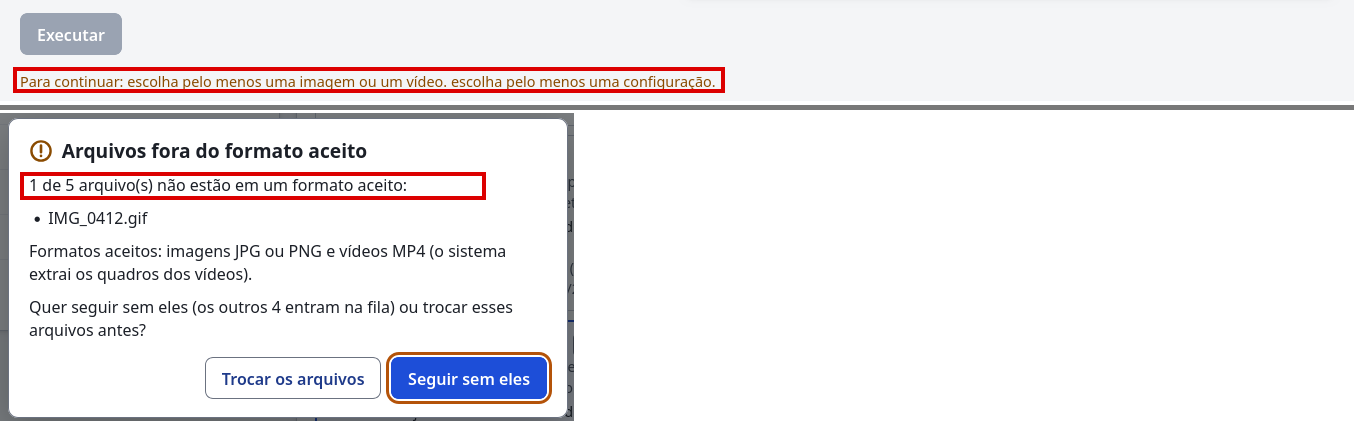 Executar
Para continuar: escolha pelo menos uma imagem ou um vídeo. escolha pelo menos uma configuração.
Arquivos fora do formato aceito
1 de 5 arquivo(s) não estão em um formato aceito:
• IMG_0412.gif
Formatos aceitos: imagens JPG ou PNG e vídeos MP4 (o sistema
extrai os quadros dos vídeos).
Quer seguir sem eles (os outros 4 entram na fila) ou trocar esses
arquivos antes?
Trocar os arquivos
Seguir sem eles